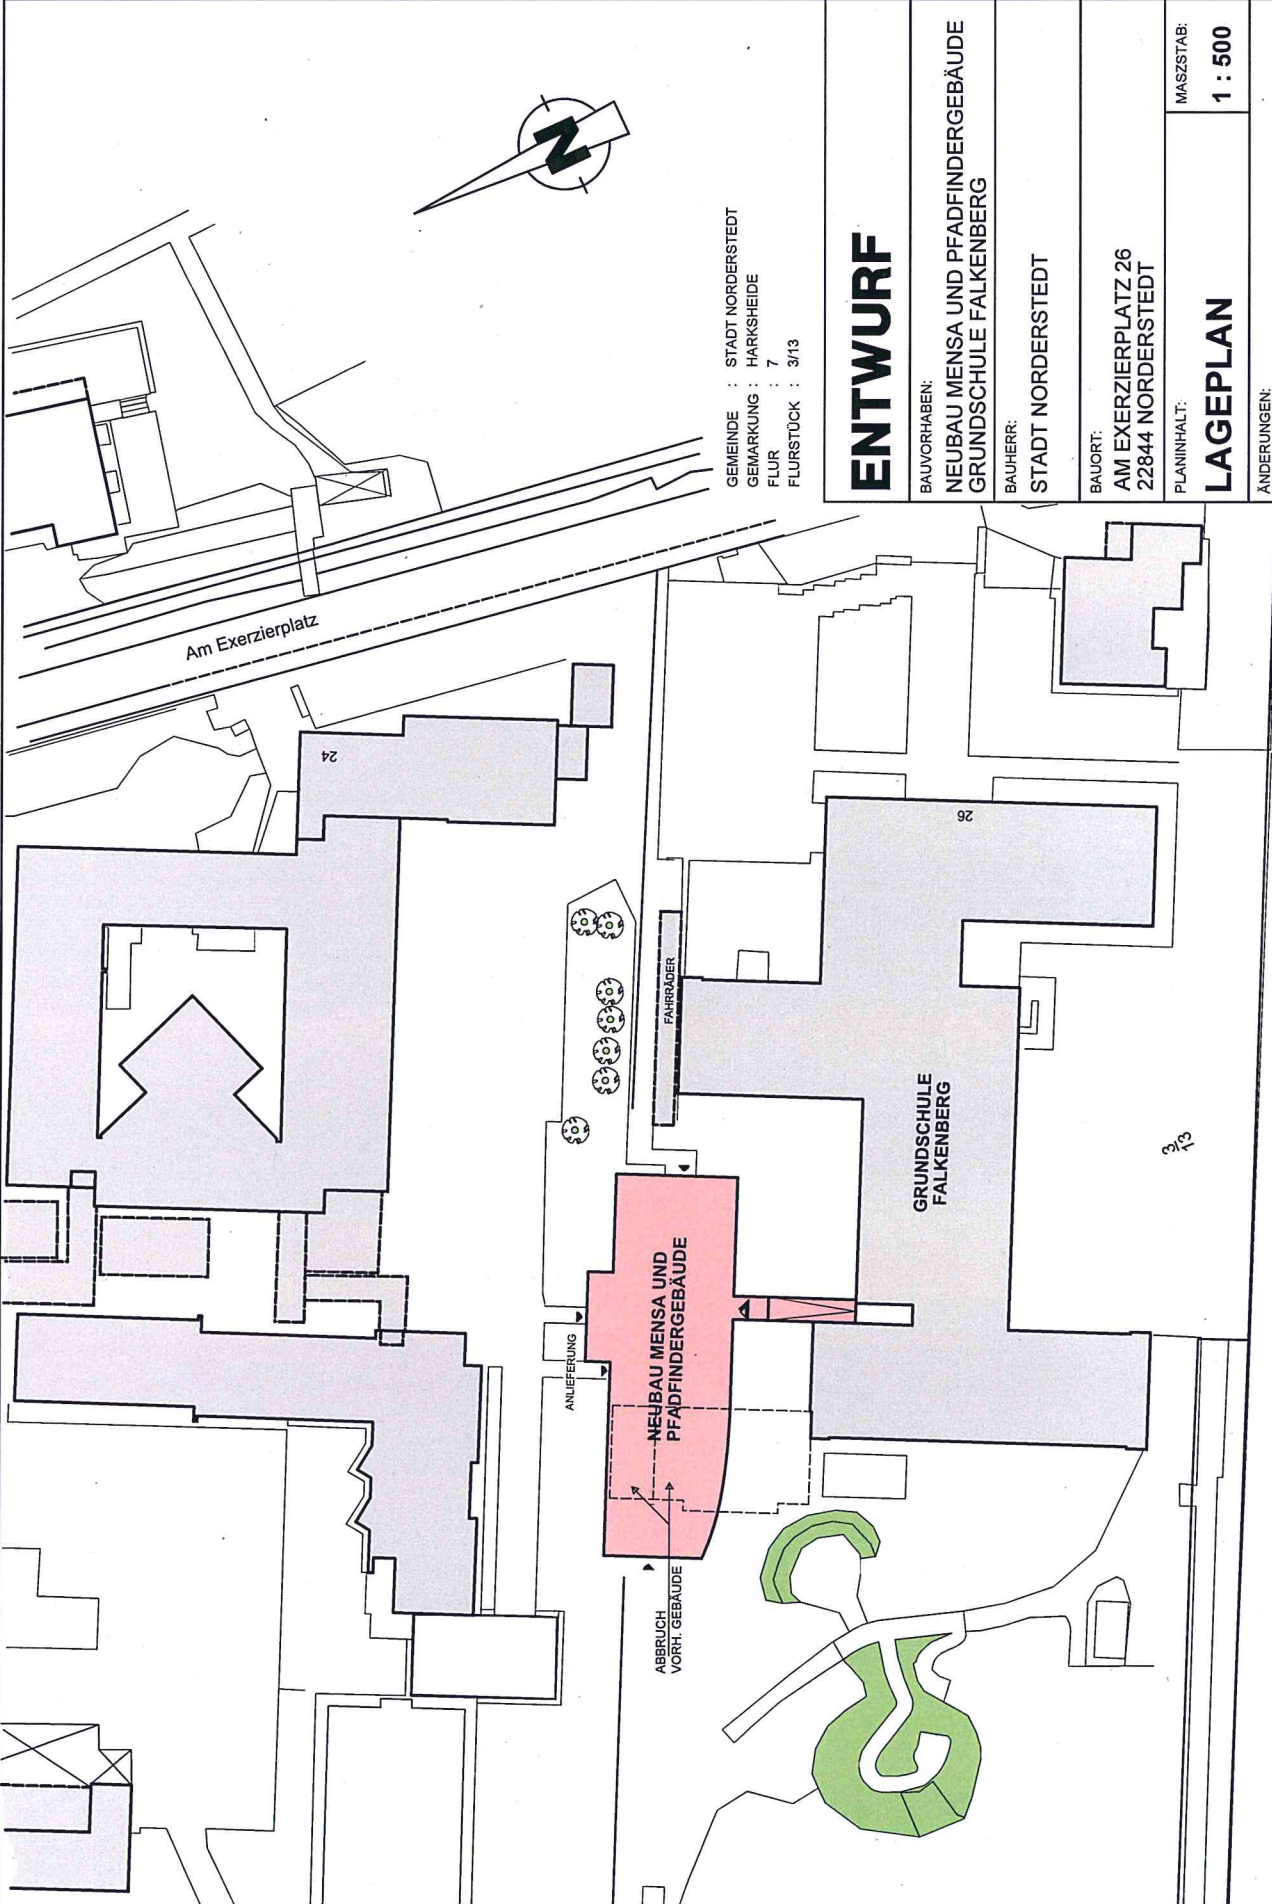 Am Exerzierplatz
24
26
FAHRRÄDER
GRUNDSCHULE
FALKENBERG
3/13
ANLIEFERUNG
NEUBAU MENSA UND
PFADFINDERGEBÄUDE
ABBRUCH
VORH. GEBÄUDE
N
GEMEINDE : STADT NORDERSTEDT
GEMARKUNG : HARKSHEIDE
FLUR : 7
FLURSTÜCK : 3/13
ENTWURF
BAUVORHABEN:
NEUBAU MENSA UND PFADFINDERGEBÄUDE
GRUNDSCHULE FALKENBERG
BAUHERR:
STADT NORDERSTEDT
BAUORT:
AM EXERZIERPLATZ 26
22844 NORDERSTEDT
PLANINHALT:
LAGEPLAN
MASZSTAB:
1 : 500
ÄNDERUNGEN: